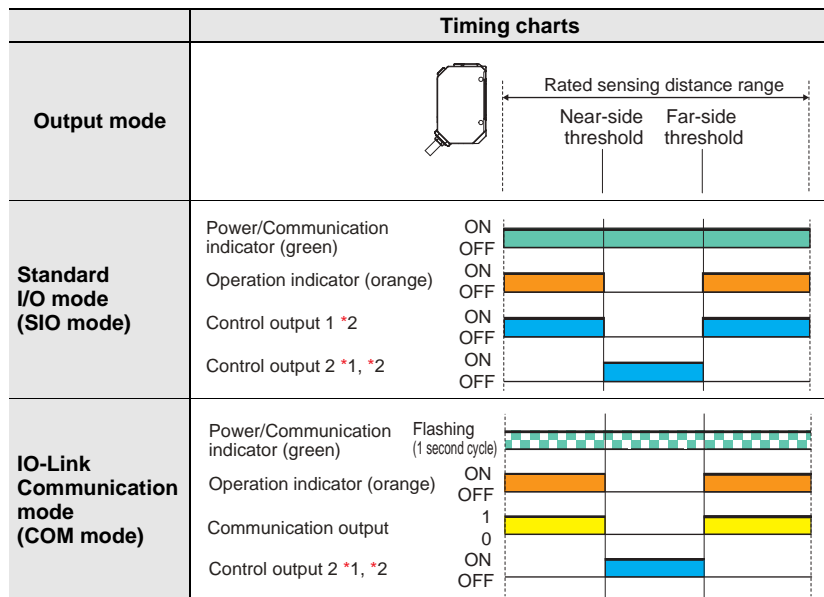 Timing charts
Output mode
Rated sensing distance range
Near-side threshold
Far-side threshold
Standard
I/O mode
(SIO mode)
Power/Communication
indicator (green)
ON
OFF
Operation indicator (orange)
ON
OFF
Control output 1 *2
ON
OFF
Control output 2 *1, *2
ON
OFF
IO-Link
Communication
mode
(COM mode)
Power/Communication
indicator (green)
Flashing
(1 second cycle)
Operation indicator (orange)
ON
OFF
Communication output
1
0
Control output 2 *1, *2
ON
OFF